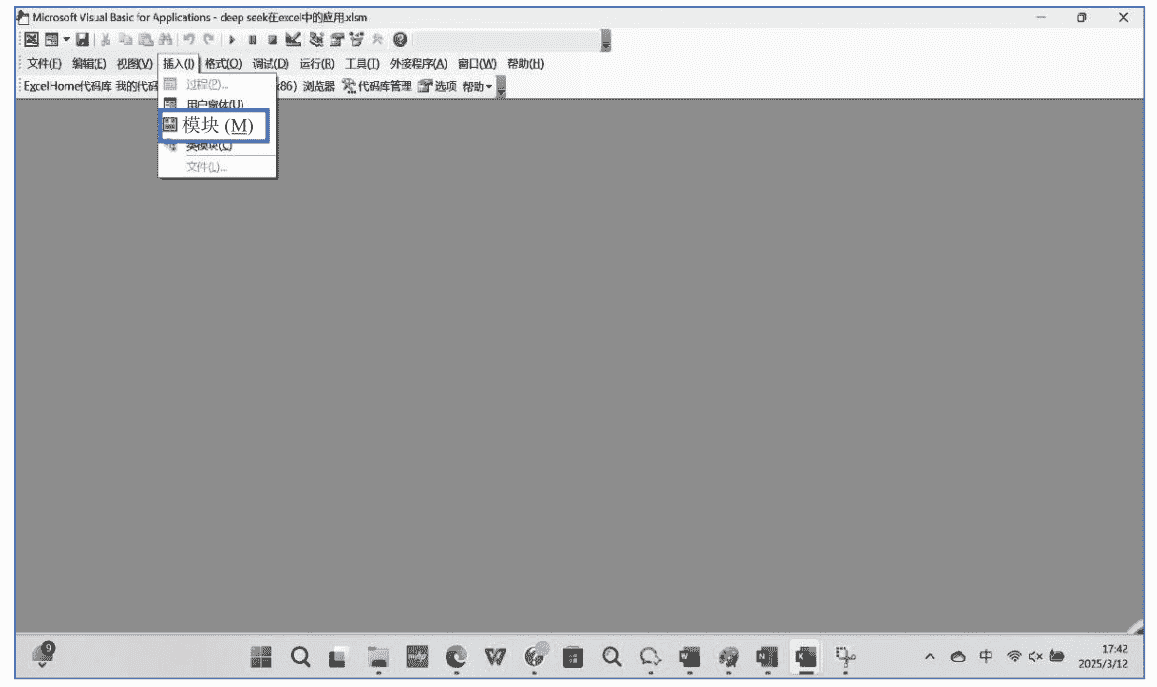 Microsoft Visual Basic for Applications - deep seek在excel中的应用.xlsm
文件(F) 编辑(E) 视图(V) 插入(I) 格式(O) 调试(D) 运行(R) 工具(T) 外接程序(A) 窗口(W) 帮助(H)
ExcelHome代码库 我的代码 x86) 浏览器 代码库管理 选项 帮助
过程(P)...
用户窗体(U)
模块 (M)
类模块(C)
文件(L)...
9
中
17:42
2025/3/12